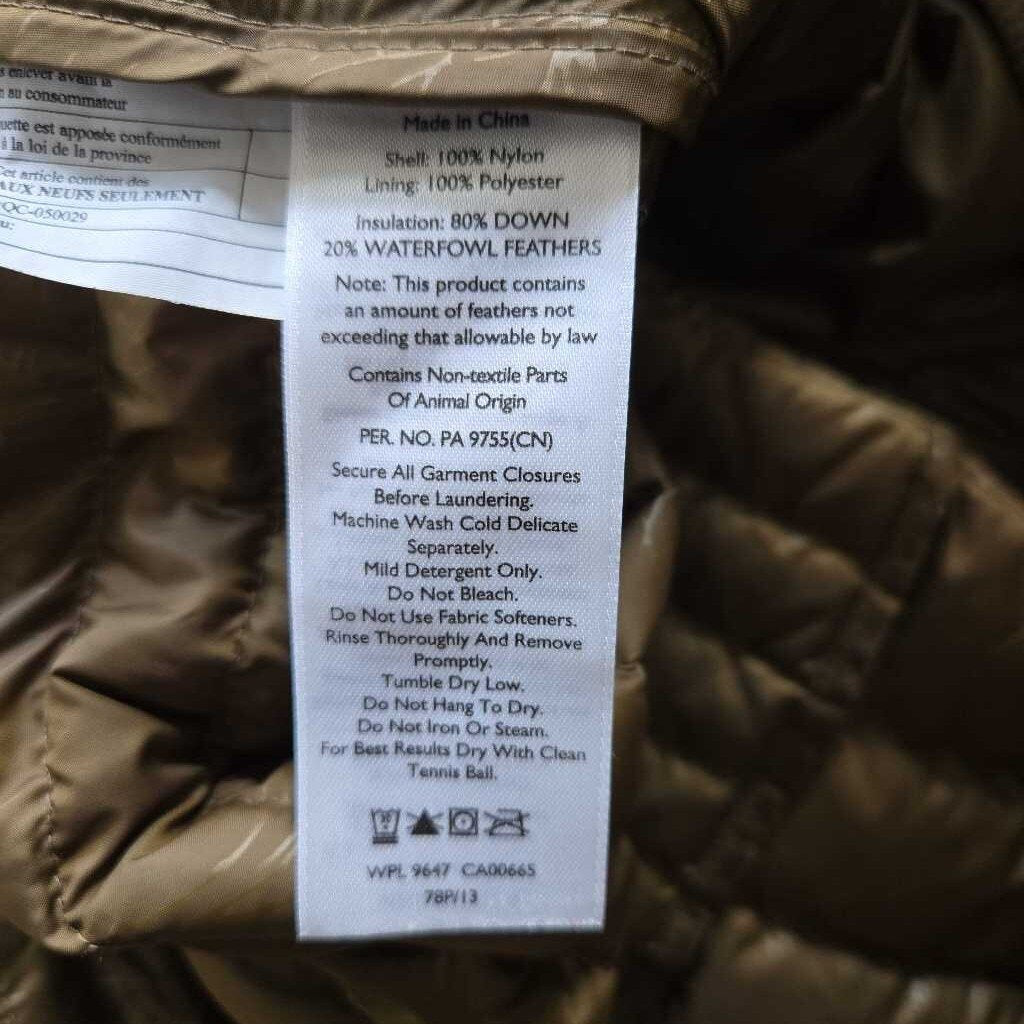 enlever avant la
au consommateur
est apposée conformément
à la loi de la province
Cet article contient des
NEUFS SEULEMENT
QC-050029
Made in China
Shell: 100% Nylon
Lining: 100% Polyester
Insulation: 80% DOWN
20% WATERFOWL FEATHERS
Note: This product contains
an amount of feathers not
exceeding that allowable by law
Contains Non-textile Parts
Of Animal Origin
PER. NO. PA 9755(CN)
Secure All Garment Closures
Before Laundering.
Machine Wash Cold Delicate
Separately.
Mild Detergent Only.
Do Not Bleach.
Do Not Use Fabric Softeners.
Rinse Thoroughly And Remove
Promptly.
Tumble Dry Low.
Do Not Hang To Dry.
Do Not Iron Or Steam.
For Best Results Dry With Clean
Tennis Ball.
WPL 9647 CA00665
78P/13